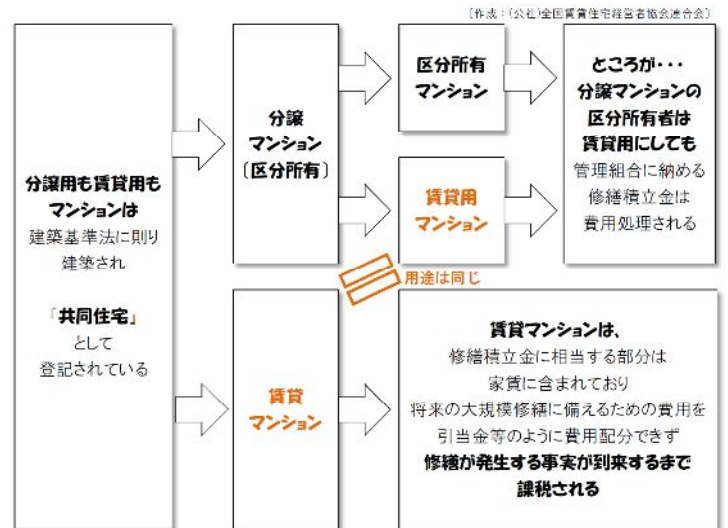 〔作成：(公社)全国賃貸住宅経営者協会連合会〕
分譲用も賃貸用も
マンションは
建築基準法に則り
建築され
「共同住宅」
として
登記されている
分譲
マンション
〔区分所有〕
区分所有
マンション
賃貸用
マンション
ところが・・・
分譲マンションの
区分所有者は
賃貸用にしても
管理組合に納める
修繕積立金は
費用処理される
用途は同じ
賃貸
マンション
賃貸マンションは、
修繕積立金に相当する部分は
家賃に含まれており
将来の大規模修繕に備えるための費用を
引当金等のように費用配分できず
修繕が発生する事実が到来するまで
課税される